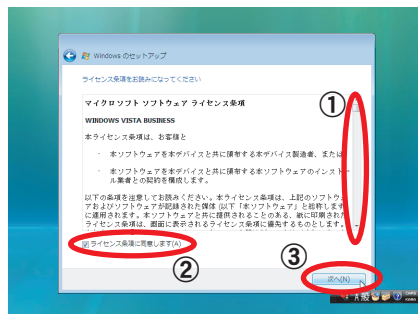 Windows のセットアップ
ライセンス条項をお読みになってください
マイクロソフト ソフトウェア ライセンス条項
①
WINDOWS VISTA BUSINESS
本ライセンス条項は、お客様と
・ 本ソフトウェアを本デバイスと共に頒布する本デバイス製造者、または
・ 本ソフトウェアを本デバイスと共に頒布する本ソフトウェアのインストー
ル業者との契約を構成します。
以下の条項を注意してお読みください。本ライセンス条項は、上記のソフトウェ
アおよびソフトウェアが記録された媒体 (以下「本ソフトウェア」と総称します
に適用されます。本ソフトウェアと共に提供されることのある、紙に印刷された
ライセンス条項は、画面に表示されるライセンス条項に優先するものとします。
ライセンス条項に同意します(A)
②
③
次へ(N)
A 般
CAPS
KANA